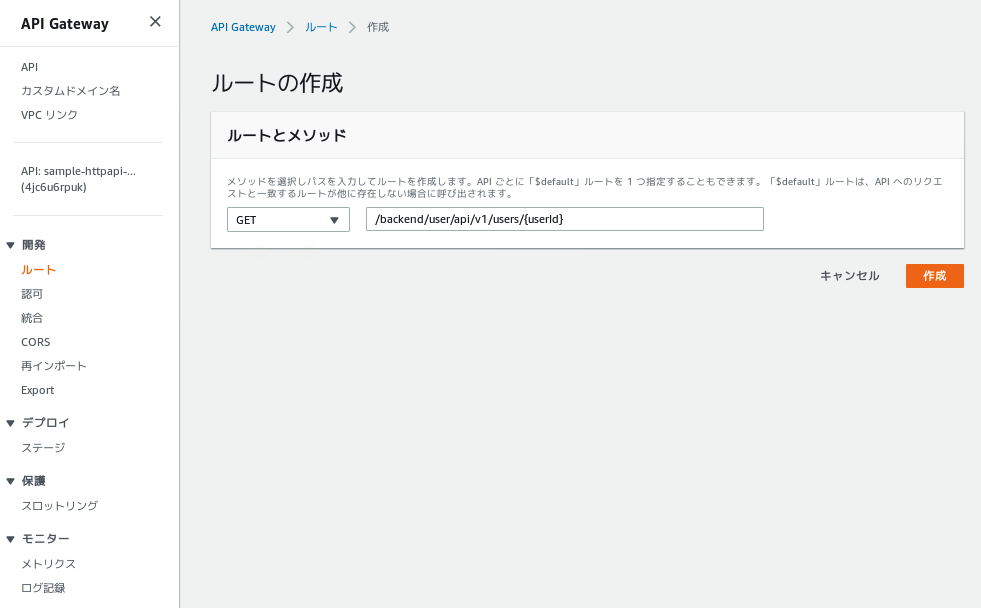 API Gateway
API
カスタムドメイン名
VPC リンク
API: sample-httpapi-...
(4jc6u6rpuk)
開発
ルート
認可
統合
CORS
再インポート
Export
デプロイ
ステージ
保護
スロットリング
モニター
メトリクス
ログ記録
API Gateway ルート 作成
ルートの作成
ルートとメソッド
メソッドを選択しパスを入力してルートを作成します。API ごとに「$default」ルートを 1 つ指定することもできます。「$default」ルートは、API へのリクエ
ストと一致するルートが他に存在しない場合に呼び出されます。
GET /backend/user/api/v1/users/{userId}
キャンセル 作成